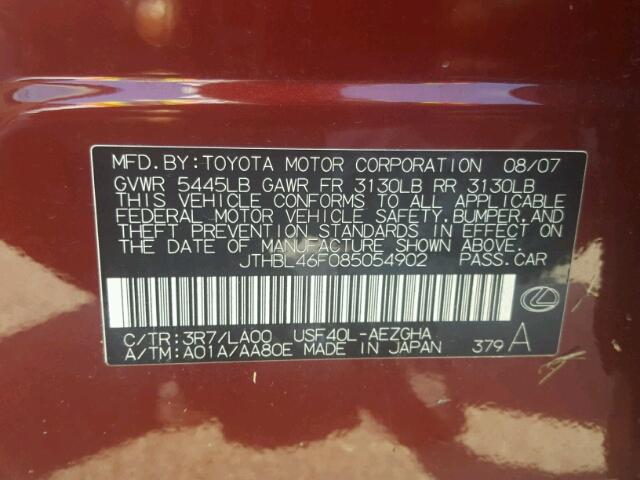 MFD.BY:TOYOTA MOTOR CORPORATION 08/07
GVWR 5445LB GAWR FR 3130LB RR 3130LB
THIS VEHICLE CONFORMS TO ALL APPLICABLE
FEDERAL MOTOR VEHICLE SAFETY,BUMPER,AND
THEFT PREVENTION STANDARDS IN EFFECT ON
THE DATE OF MANUFACTURE SHOWN ABOVE.
JTHBL46F085054902 PASS.CAR
C/TR:3R7/LA00 USF40L-AEZGHA
A/TM:A01A/AA80E MADE IN JAPAN 379 A